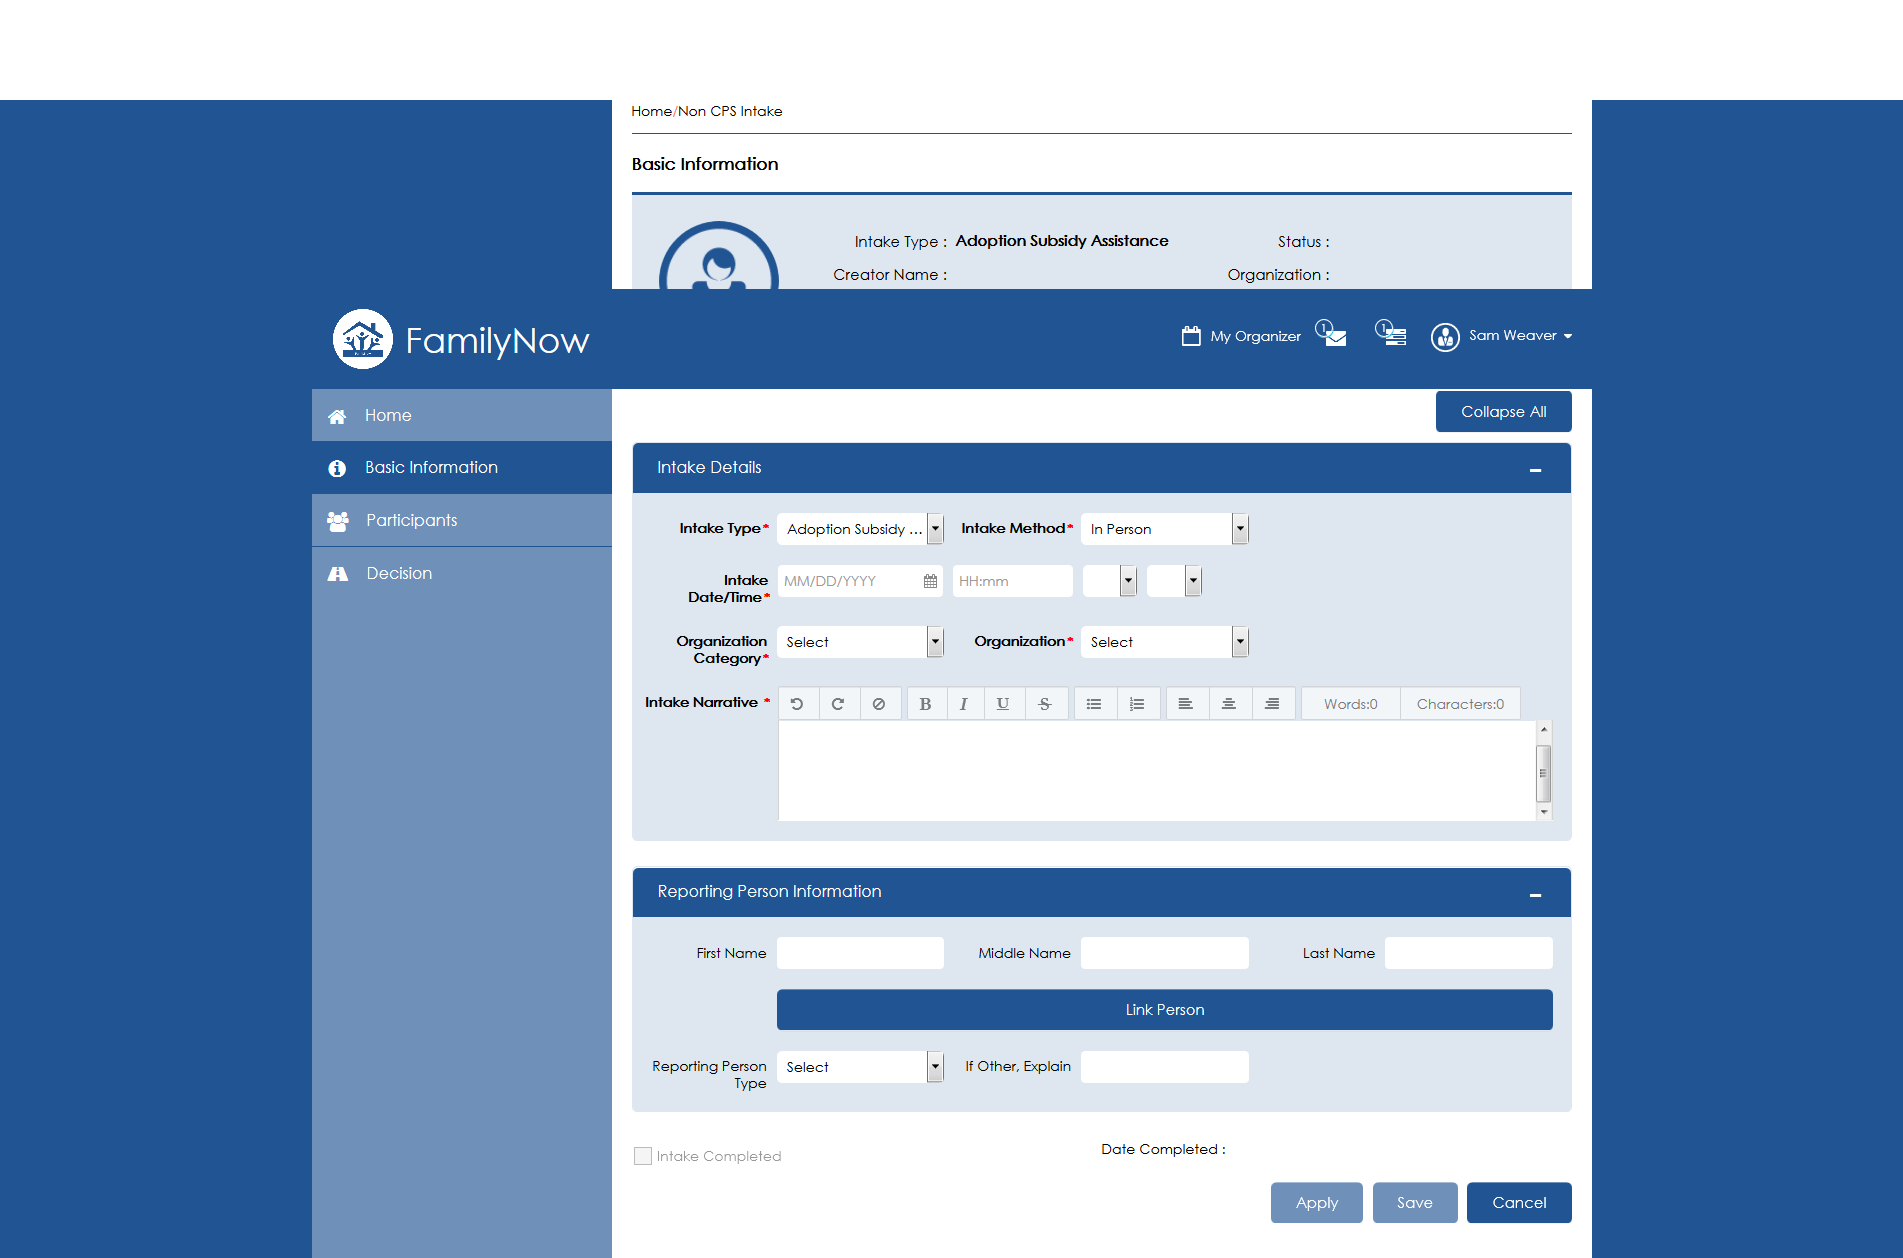 Home/Non CPS Intake
Basic Information
Intake Type : Adoption Subsidy Assistance Status :
Creator Name : Organization :
FamilyNow My Organizer 1 1 Sam Weaver
Home
Basic Information
Participants
Decision
Collapse All
Intake Details
Intake Type* Adoption Subsidy ... Intake Method* In Person
Intake Date/Time* MM/DD/YYYY HH:mm
Organization Category* Select Organization* Select
Intake Narrative * B I U S Words:0 Characters:0
Reporting Person Information
First Name Middle Name Last Name
Link Person
Reporting Person Type Select If Other, Explain
Intake Completed Date Completed :
Apply Save Cancel